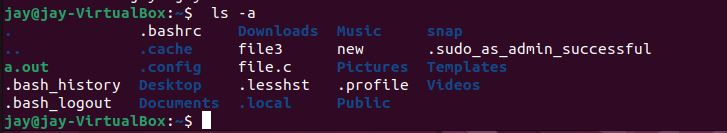 jay@jay-VirtualBox:~$  ls -a
.              .bashrc    Downloads  Music     snap
..             .cache     file3      new       .sudo_as_admin_successful
a.out          .config    file.c     Pictures  Templates
.bash_history  Desktop    .lesshst   .profile  Videos
.bash_logout   Documents  .local     Public
jay@jay-VirtualBox:~$